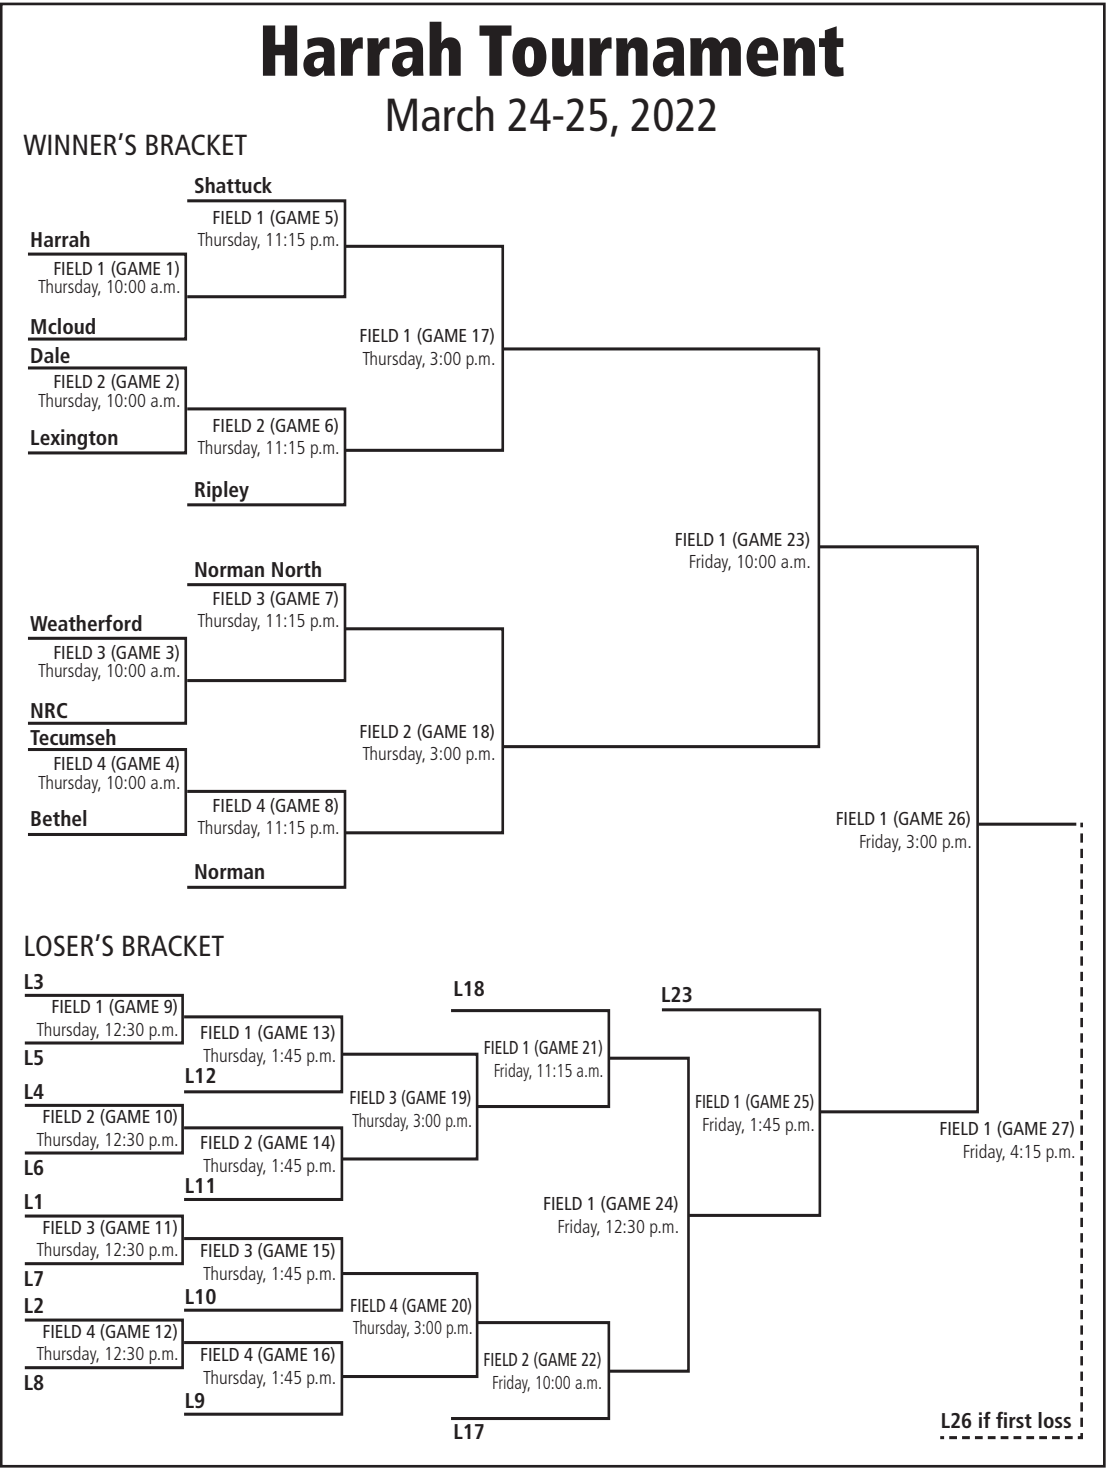 Harrah Tournament
March 24-25, 2022
WINNER’S BRACKET
Shattuck
FIELD 1 (GAME 5)
Thursday, 11:15 p.m.
Harrah
FIELD 1 (GAME 1)
Thursday, 10:00 a.m.
Mcloud
Dale
FIELD 2 (GAME 2)
Thursday, 10:00 a.m.
Lexington
FIELD 2 (GAME 6)
Thursday, 11:15 p.m.
Ripley
FIELD 1 (GAME 17)
Thursday, 3:00 p.m.
Norman North
FIELD 3 (GAME 7)
Thursday, 11:15 p.m.
Weatherford
FIELD 3 (GAME 3)
Thursday, 10:00 a.m.
NRC
Tecumseh
FIELD 4 (GAME 4)
Thursday, 10:00 a.m.
Bethel
FIELD 4 (GAME 8)
Thursday, 11:15 p.m.
Norman
FIELD 2 (GAME 18)
Thursday, 3:00 p.m.
FIELD 1 (GAME 23)
Friday, 10:00 a.m.
FIELD 1 (GAME 26)
Friday, 3:00 p.m.
LOSER’S BRACKET
L3
FIELD 1 (GAME 9)
Thursday, 12:30 p.m.
L5
FIELD 1 (GAME 13)
Thursday, 1:45 p.m.
L12
L4
FIELD 2 (GAME 10)
Thursday, 12:30 p.m.
L6
FIELD 2 (GAME 14)
Thursday, 1:45 p.m.
L11
FIELD 3 (GAME 19)
Thursday, 3:00 p.m.
L1
FIELD 3 (GAME 11)
Thursday, 12:30 p.m.
L7
FIELD 3 (GAME 15)
Thursday, 1:45 p.m.
L10
L2
FIELD 4 (GAME 12)
Thursday, 12:30 p.m.
L8
FIELD 4 (GAME 16)
Thursday, 1:45 p.m.
L9
FIELD 4 (GAME 20)
Thursday, 3:00 p.m.
L18
FIELD 1 (GAME 21)
Friday, 11:15 a.m.
FIELD 2 (GAME 22)
Friday, 10:00 a.m.
L17
FIELD 1 (GAME 24)
Friday, 12:30 p.m.
L23
FIELD 1 (GAME 25)
Friday, 1:45 p.m.
FIELD 1 (GAME 27)
Friday, 4:15 p.m.
L26 if first loss